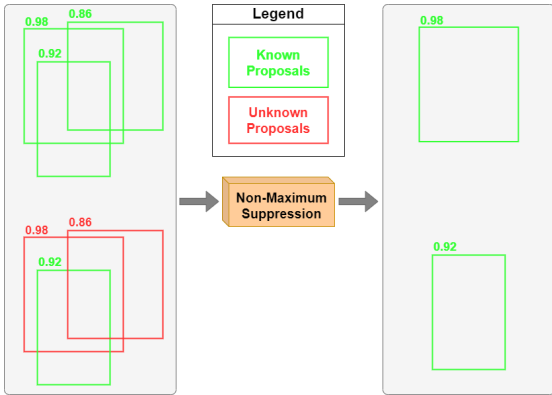 0.86
0.98
0.92
Legend
Known
Proposals
Unknown
Proposals
Non-Maximum
Suppression
0.86
0.98
0.92
0.98
0.92